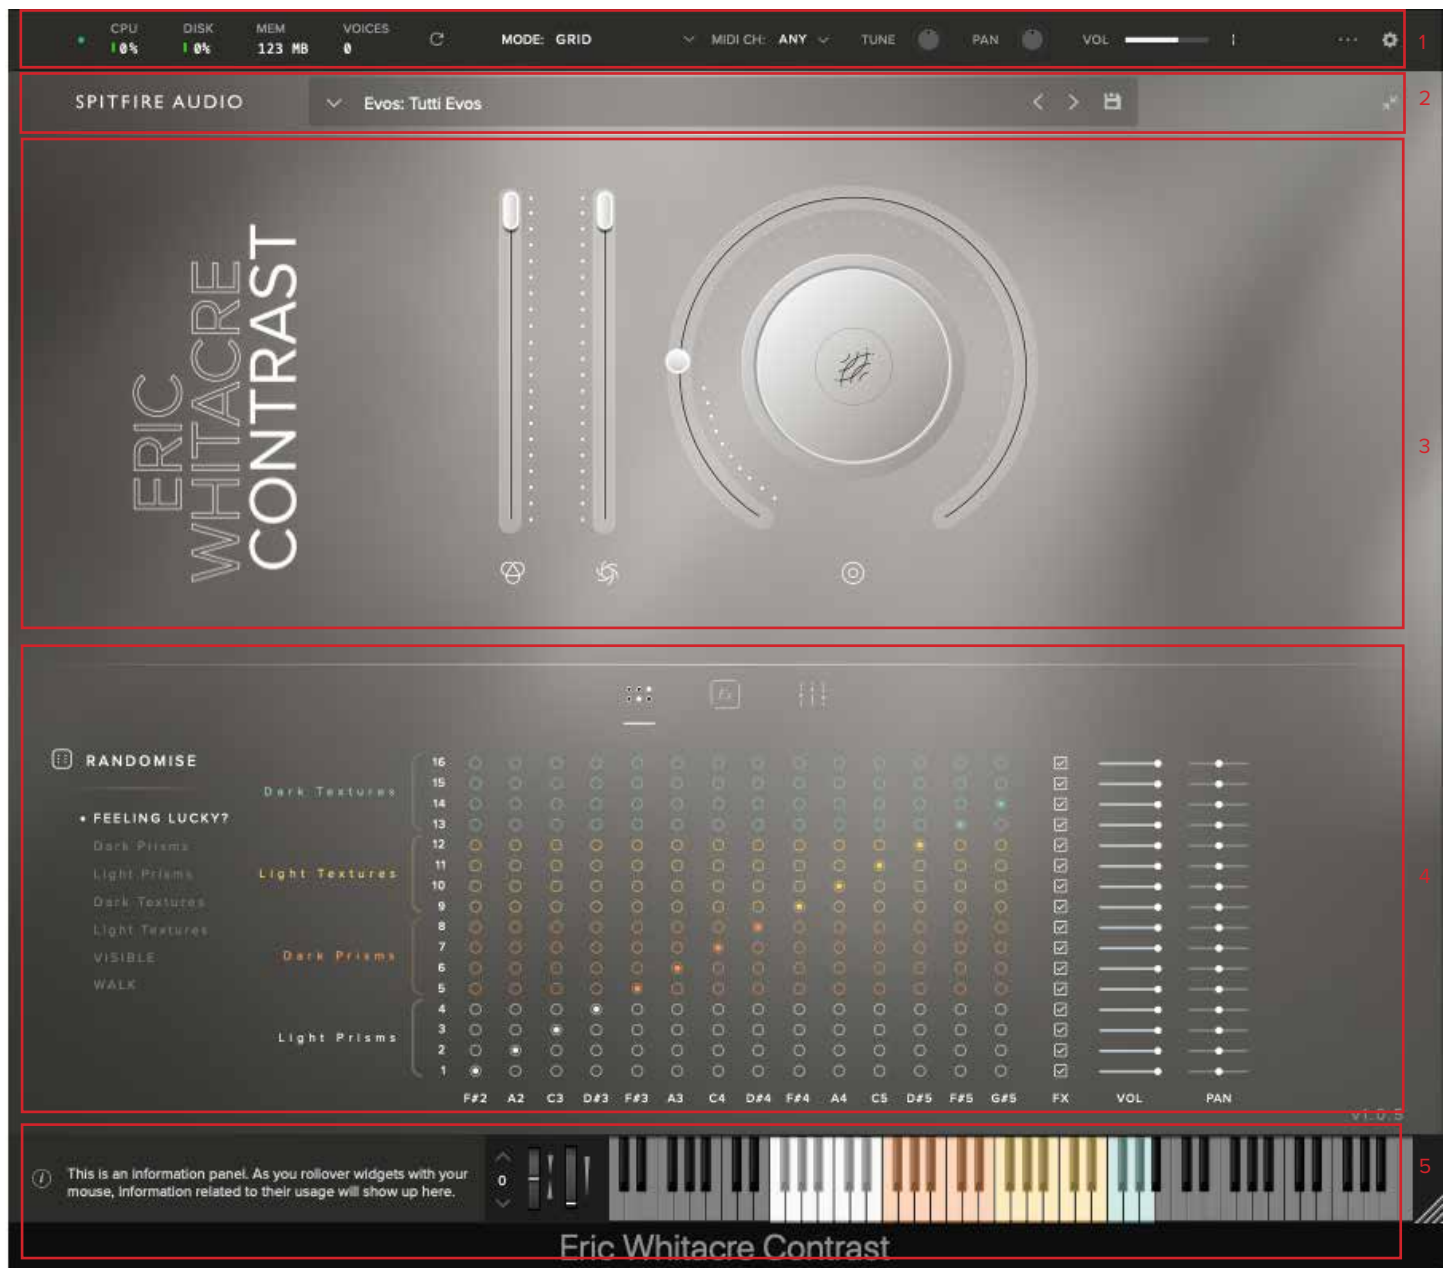 CPU DISK MEM VOICES
0% 0% 123 MB 0
MODE: GRID MIDI CH: ANY TUNE PAN VOL
1
SPITFIRE AUDIO
Evos: Tutti Evos
2
ERIC
WHITACRE
CONTRAST
3
fx
RANDOMISE
FEELING LUCKY?
Dark Prisms
Light Prisms
Dark Textures
Light Textures
VISIBLE
WALK
Dark Textures
Light Textures
Dark Prisms
Light Prisms
16
15
14
13
12
11
10
9
8
7
6
5
4
3
2
1
F#2 A2 C3 D#3 F#3 A3 C4 D#4 F#4 A4 C5 D#5 F#5 G#5 FX VOL PAN
4
v1.0.5
This is an information panel. As you rollover widgets with your
mouse, information related to their usage will show up here.
0
5
Eric Whitacre Contrast